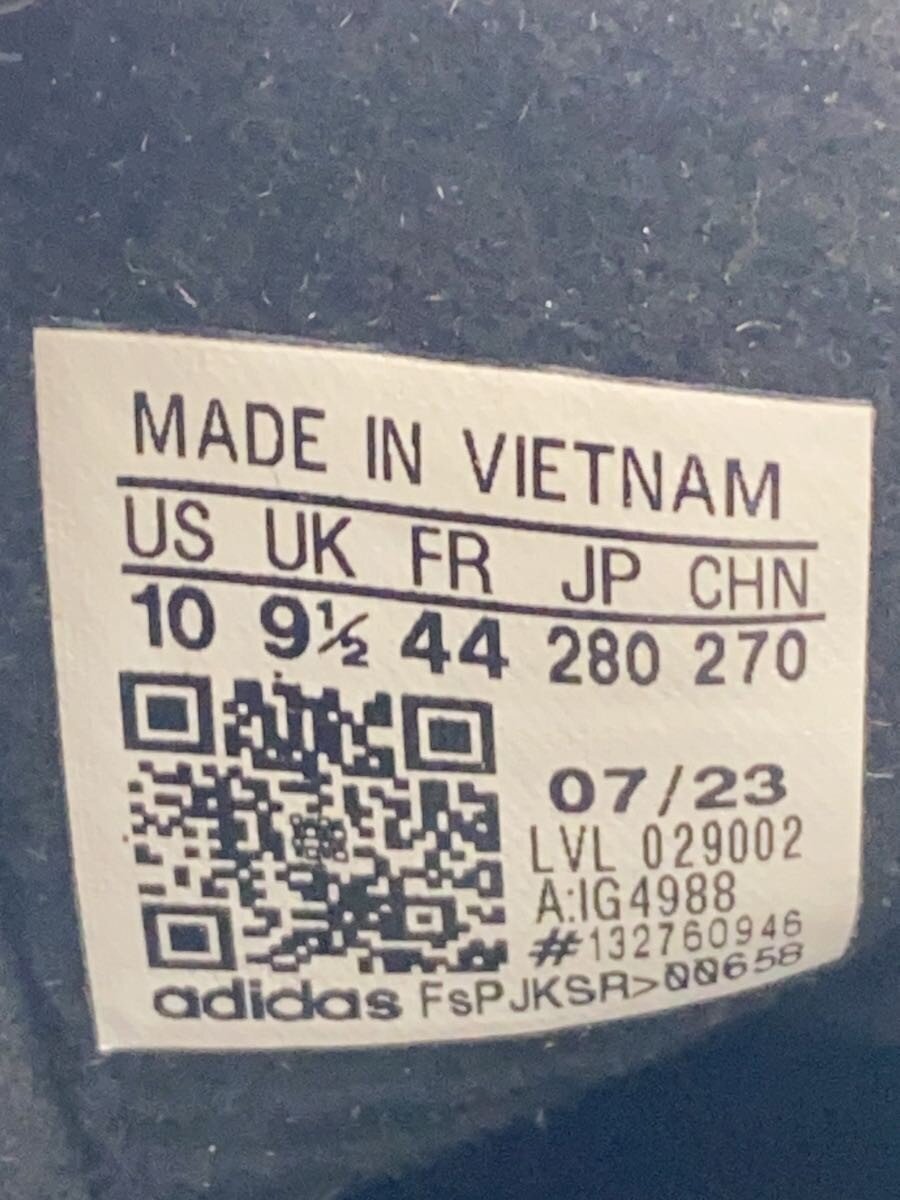 MADE IN VIETNAM
US UK FR JP CHN
10 9½ 44 280 270
07/23
LVL 029002
A:IG4988
#132760946
adidas FsPJKSR>00658